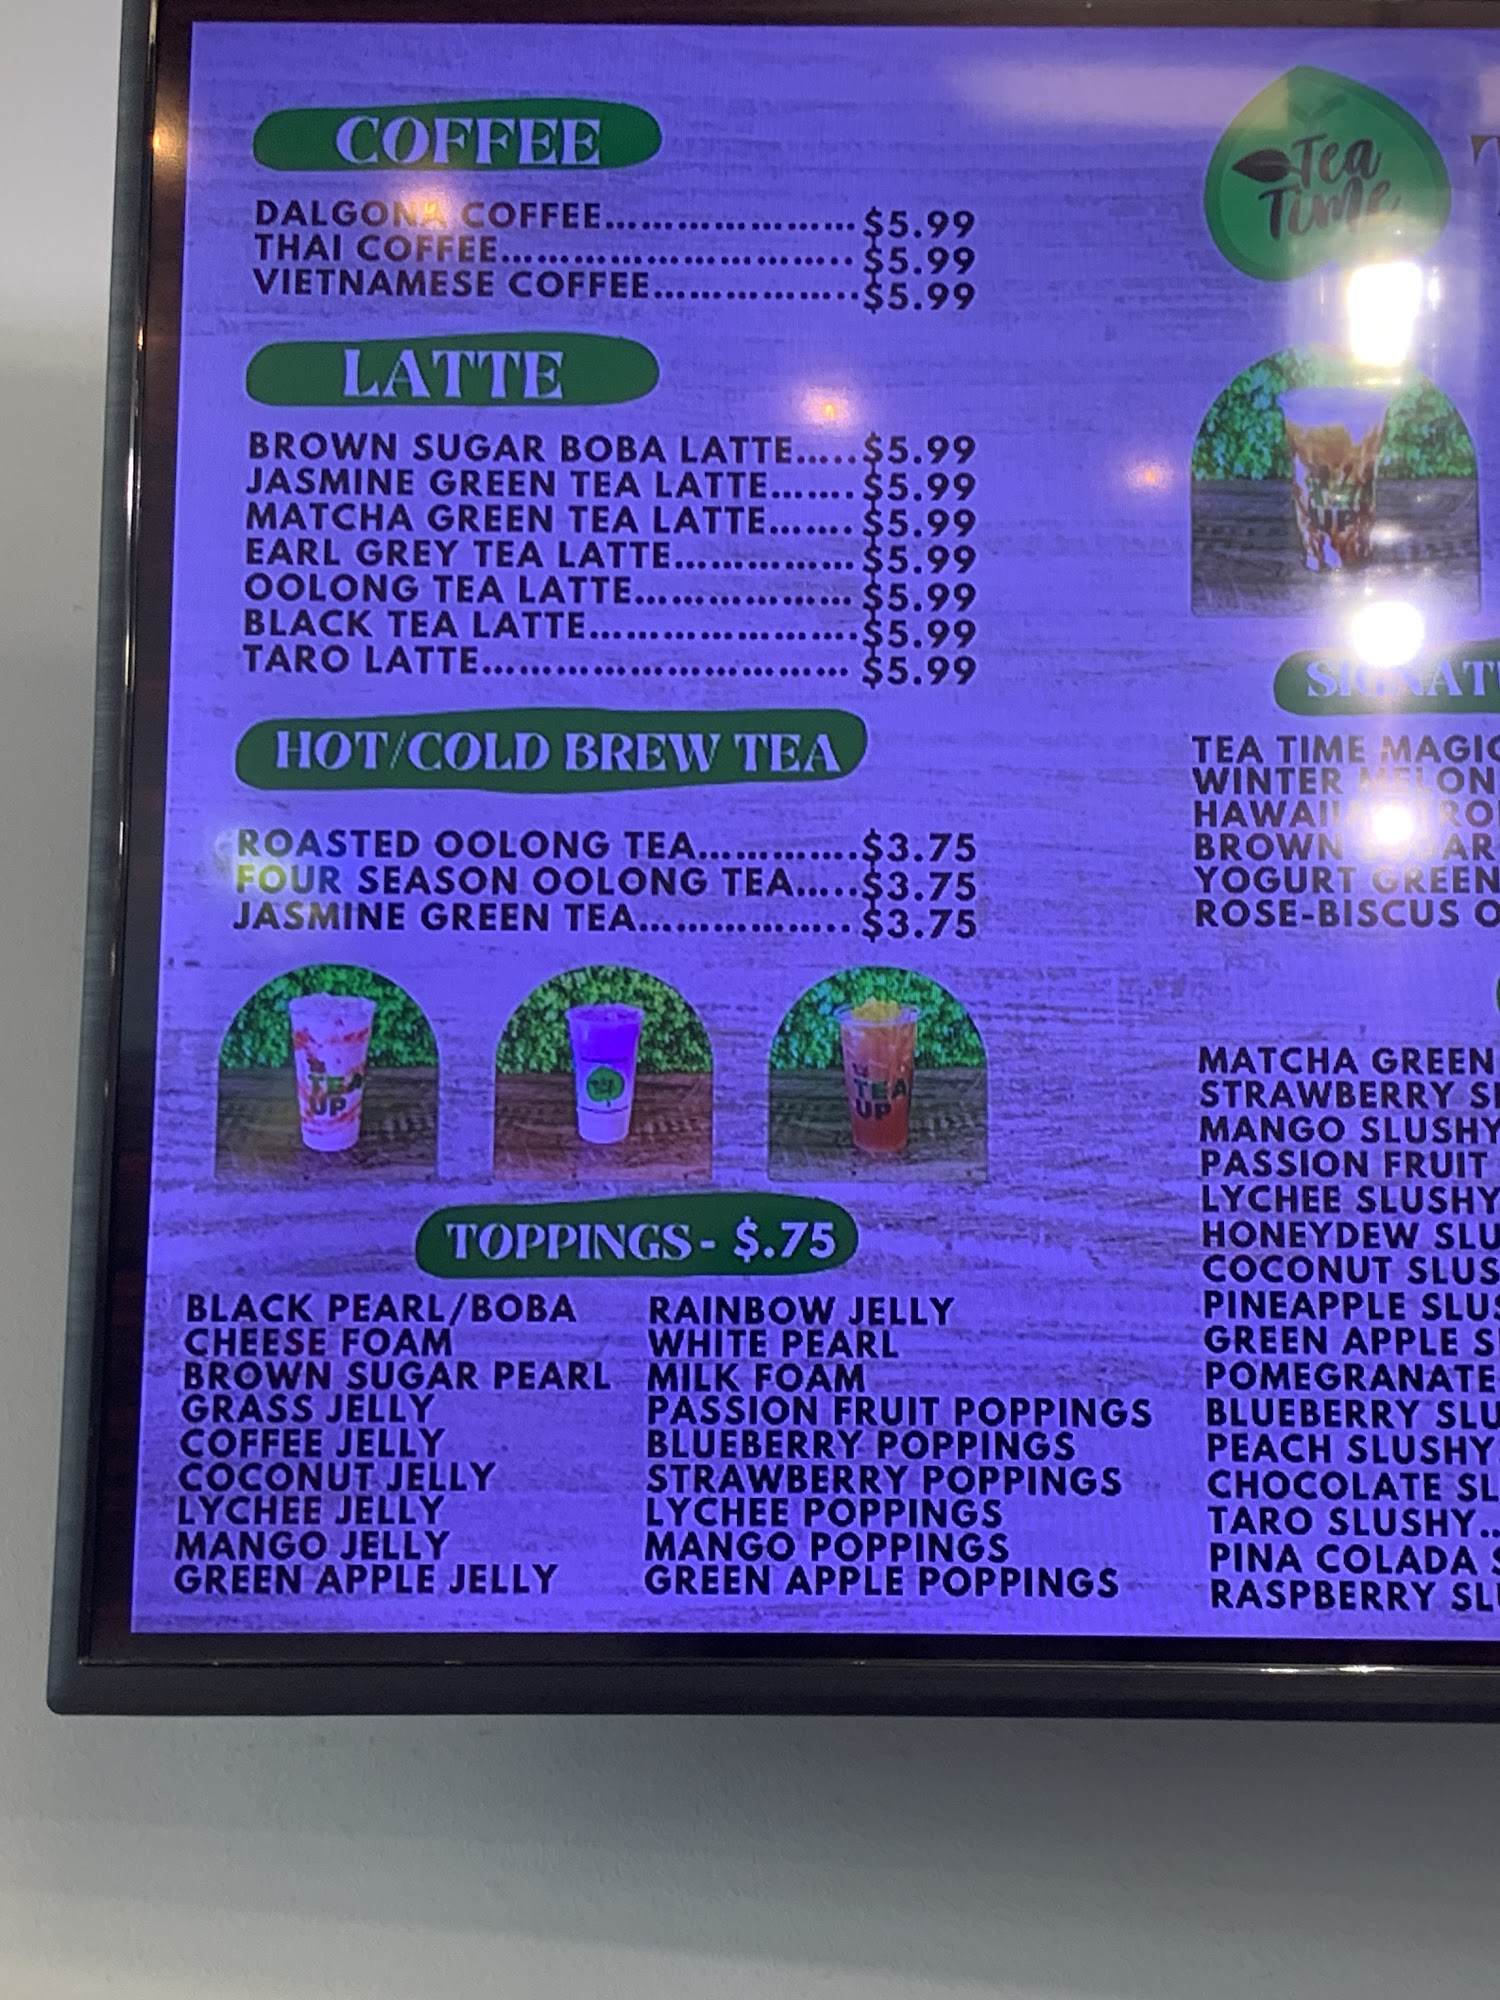 COFFEE
DALGONA COFFEE........................$5.99
THAI COFFEE..................................$5.99
VIETNAMESE COFFEE...................$5.99
LATTE
BROWN SUGAR BOBA LATTE.....$5.99
JASMINE GREEN TEA LATTE.......$5.99
MATCHA GREEN TEA LATTE.......$5.99
EARL GREY TEA LATTE................$5.99
OOLONG TEA LATTE....................$5.99
BLACK TEA LATTE.........................$5.99
TARO LATTE.................................. $5.99
HOT/COLD BREW TEA
ROASTED OOLONG TEA..............$3.75
FOUR SEASON OOLONG TEA.....$3.75
JASMINE GREEN TEA...................$3.75
TEA UP
TEA UP
TOPPINGS - $.75
BLACK PEARL/BOBA
CHEESE FOAM
BROWN SUGAR PEARL
GRASS JELLY
COFFEE JELLY
COCONUT JELLY
LYCHEE JELLY
MANGO JELLY
GREEN APPLE JELLY
RAINBOW JELLY
WHITE PEARL
MILK FOAM
PASSION FRUIT POPPINGS
BLUEBERRY POPPINGS
STRAWBERRY POPPINGS
LYCHEE POPPINGS
MANGO POPPINGS
GREEN APPLE POPPINGS
Tea
Time
UP
TEA TIME MAGIC
WINTER MELON
BROWN
YOGURT GREEN
ROSE-BISCUS
MATCHA GREEN
STRAWBERRY
MANGO SLUSHY
PASSION FRUIT
LYCHEE SLUSHY
HONEYDEW
COCONUT
PINEAPPLE
GREEN APPLE
POMEGRANATE
BLUEBERRY
PEACH SLUSHY
CHOCOLATE
TARO SLUSHY..
PINA COLADA
RASPBERRY